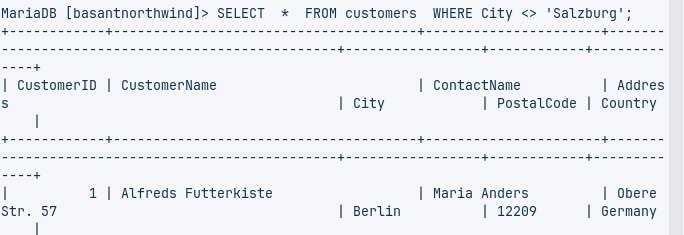 MariaDB [basantnorthwind]> SELECT  *  FROM customers  WHERE City <> 'Salzburg';
+------------+--------------------------------------+----------------------+-------
----------------------------------------+-----------------+------------+---------
----+
| CustomerID | CustomerName                         | ContactName          | Addres
s                                       | City            | PostalCode | Country
    |
+------------+--------------------------------------+----------------------+-------
----------------------------------------+-----------------+------------+---------
----+
|          1 | Alfreds Futterkiste                  | Maria Anders         | Obere
Str. 57                                 | Berlin          | 12209      | Germany
    |